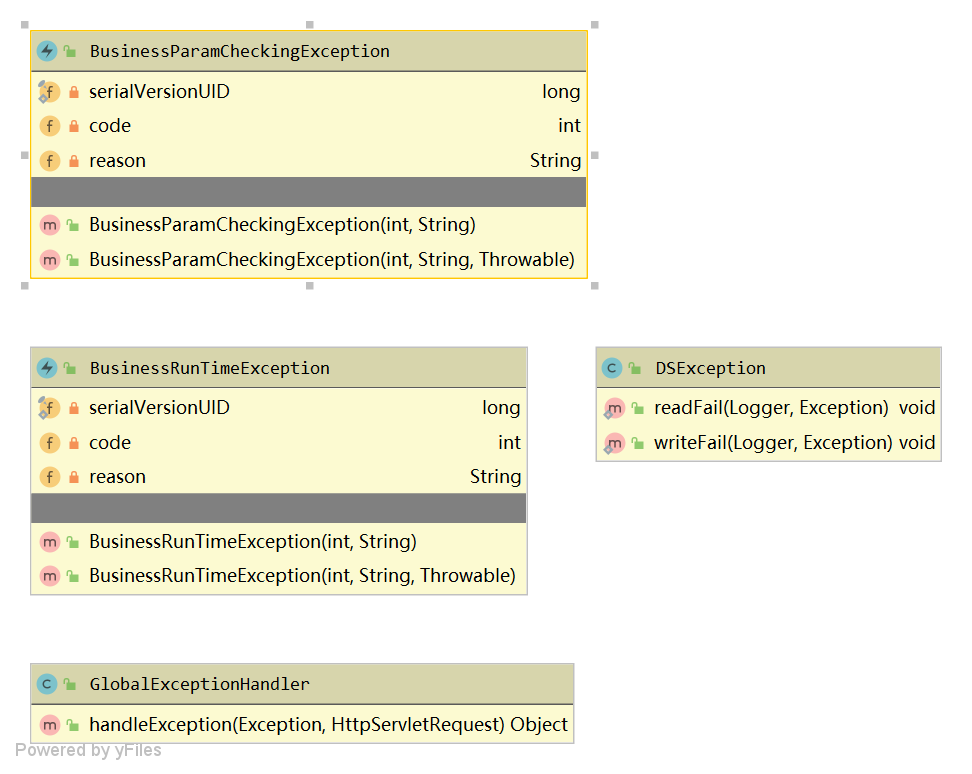 BusinessParamCheckingException
serialVersionUID long
code int
reason String
BusinessParamCheckingException(int, String)
BusinessParamCheckingException(int, String, Throwable)
BusinessRunTimeException
serialVersionUID long
code int
reason String
BusinessRunTimeException(int, String)
BusinessRunTimeException(int, String, Throwable)
DSException
readFail(Logger, Exception) void
writeFail(Logger, Exception) void
GlobalExceptionHandler
handleException(Exception, HttpServletRequest) Object
Powered by yFiles